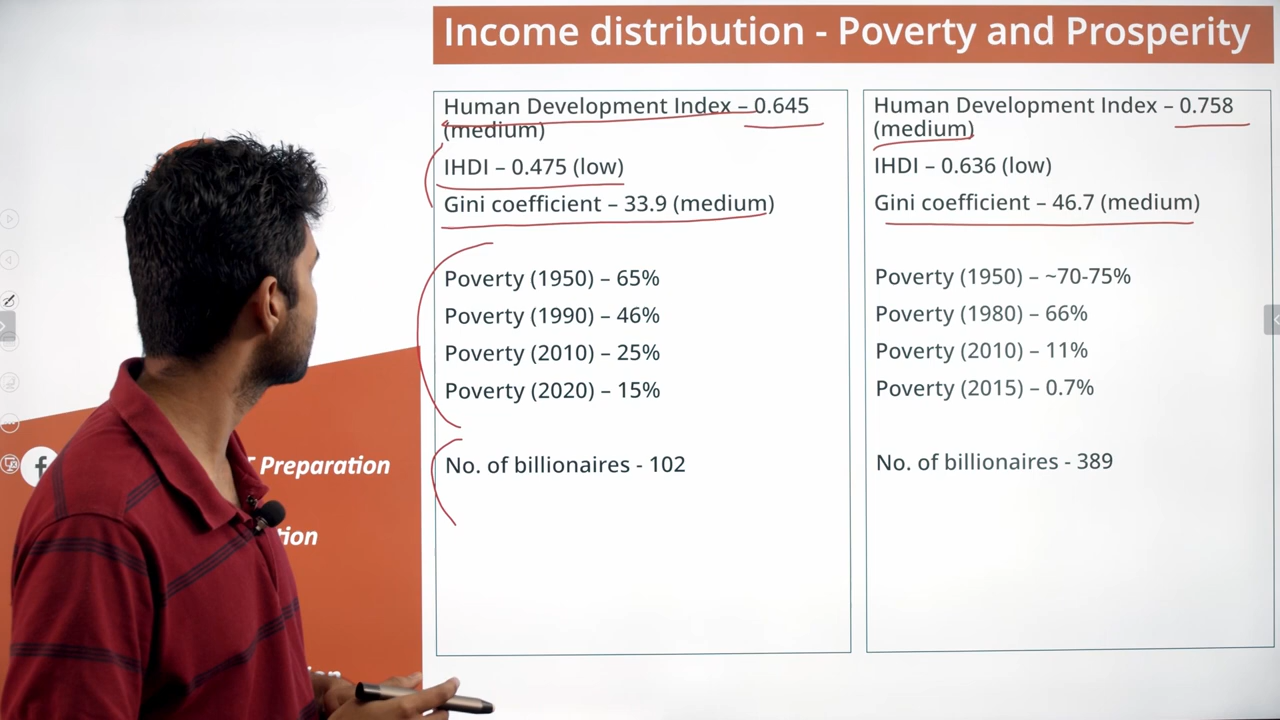 Income distribution - Poverty and Prosperity
Human Development Index – 0.645
(medium)
IHDI – 0.475 (low)
Gini coefficient – 33.9 (medium)
Poverty (1950) – 65%
Poverty (1990) – 46%
Poverty (2010) – 25%
Poverty (2020) – 15%
No. of billionaires - 102
Human Development Index – 0.758
(medium)
IHDI – 0.636 (low)
Gini coefficient – 46.7 (medium)
Poverty (1950) – ~70-75%
Poverty (1980) – 66%
Poverty (2010) – 11%
Poverty (2015) – 0.7%
No. of billionaires - 389
Preparation